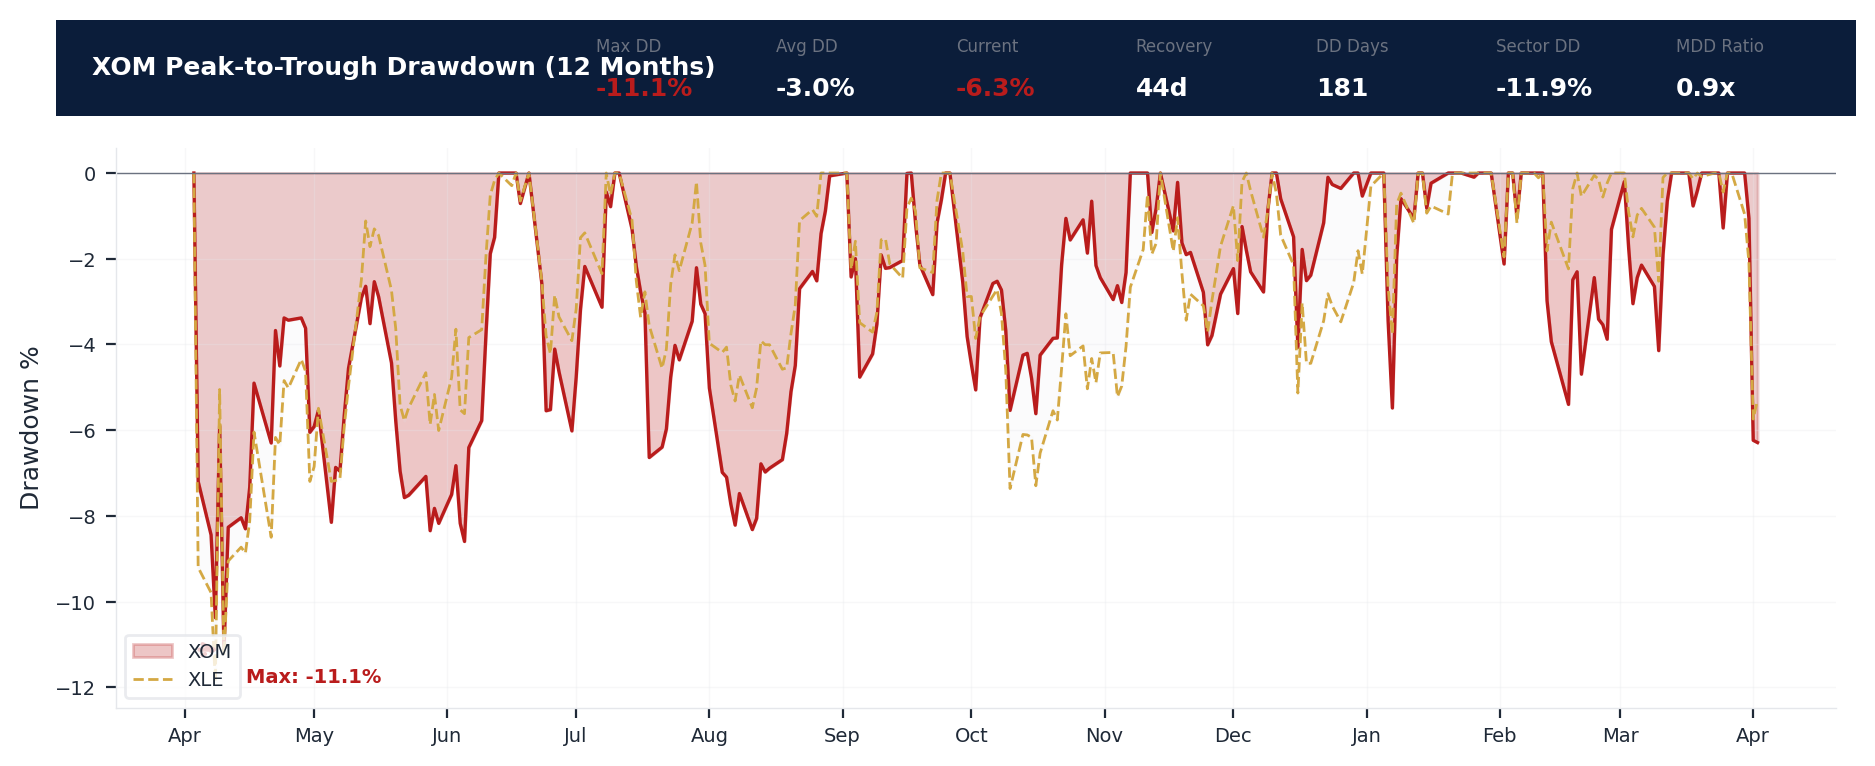 XOM Peak-to-Trough Drawdown (12 Months)
Max DD
-11.1%
Avg DD
-3.0%
Current
-6.3%
Recovery
44d
DD Days
181
Sector DD
-11.9%
MDD Ratio
0.9x
Drawdown %
0
−2
−4
−6
−8
−10
−12
XOM
XLE
Max: -11.1%
Apr
May
Jun
Jul
Aug
Sep
Oct
Nov
Dec
Jan
Feb
Mar
Apr